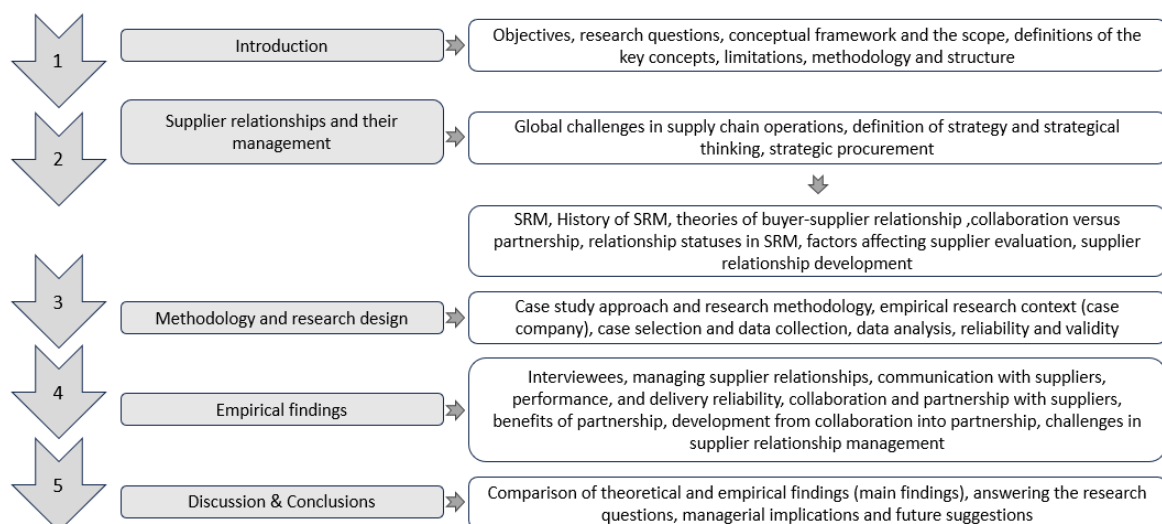 1
Introduction
Objectives, research questions, conceptual framework and the scope, definitions of the
key concepts, limitations, methodology and structure
2
Supplier relationships and their
management
Global challenges in supply chain operations, definition of strategy and strategical
thinking, strategic procurement
SRM, History of SRM, theories of buyer-supplier relationship ,collaboration versus
partnership, relationship statuses in SRM, factors affecting supplier evaluation, supplier
relationship development
3
Methodology and research design
Case study approach and research methodology, empirical research context (case
company), case selection and data collection, data analysis, reliability and validity
4
Empirical findings
Interviewees, managing supplier relationships, communication with suppliers,
performance, and delivery reliability, collaboration and partnership with suppliers,
benefits of partnership, development from collaboration into partnership, challenges in
supplier relationship management
5
Discussion & Conclusions
Comparison of theoretical and empirical findings (main findings), answering the research
questions, managerial implications and future suggestions